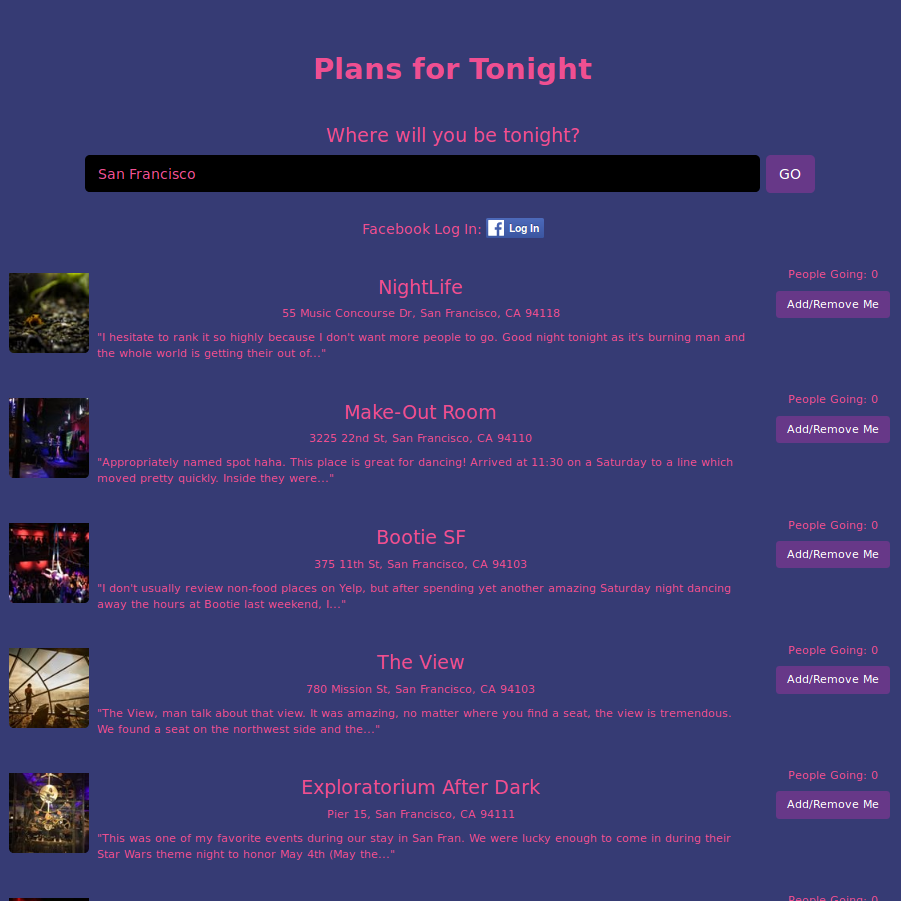 Plans for Tonight
Where will you be tonight?
San Francisco
GO
Facebook Log In:
Log In
NightLife
55 Music Concourse Dr, San Francisco, CA 94118
"I hesitate to rank it so highly because I don't want more people to go. Good night tonight as it's burning man and
the whole world is getting their out of..."
People Going: 0
Add/Remove Me
Make-Out Room
3225 22nd St, San Francisco, CA 94110
"Appropriately named spot haha. This place is great for dancing! Arrived at 11:30 on a Saturday to a line which
moved pretty quickly. Inside they were..."
People Going: 0
Add/Remove Me
Bootie SF
375 11th St, San Francisco, CA 94103
"I don't usually review non-food places on Yelp, but after spending yet another amazing Saturday night dancing
away the hours at Bootie last weekend, I..."
People Going: 0
Add/Remove Me
The View
780 Mission St, San Francisco, CA 94103
"The View, man talk about that view. It was amazing, no matter where you find a seat, the view is tremendous.
We found a seat on the northwest side and the..."
People Going: 0
Add/Remove Me
Exploratorium After Dark
Pier 15, San Francisco, CA 94111
"This was one of my favorite events during our stay in San Fran. We were lucky enough to come in during their
Star Wars theme night to honor May 4th (May the..."
People Going: 0
Add/Remove Me
People Going: 0